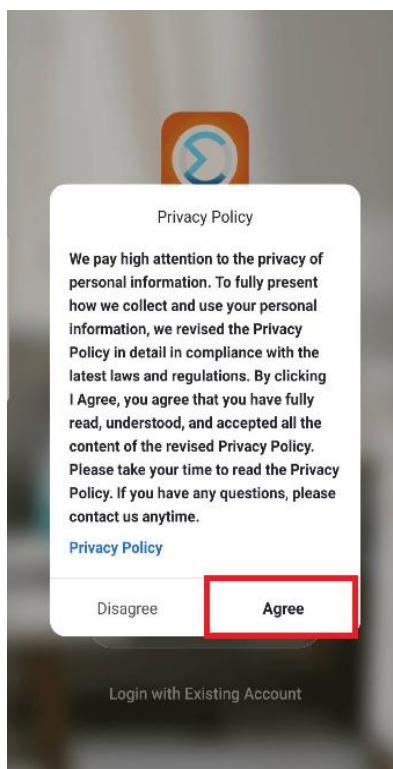 Privacy Policy
We pay high attention to the privacy of
personal information. To fully present
how we collect and use your personal
information, we revised the Privacy
Policy in detail in compliance with the
latest laws and regulations. By clicking
I Agree, you agree that you have fully
read, understood, and accepted all the
content of the revised Privacy Policy.
Please take your time to read the Privacy
Policy. If you have any questions, please
contact us anytime.
Privacy Policy
Disagree
Agree
Login with Existing Account